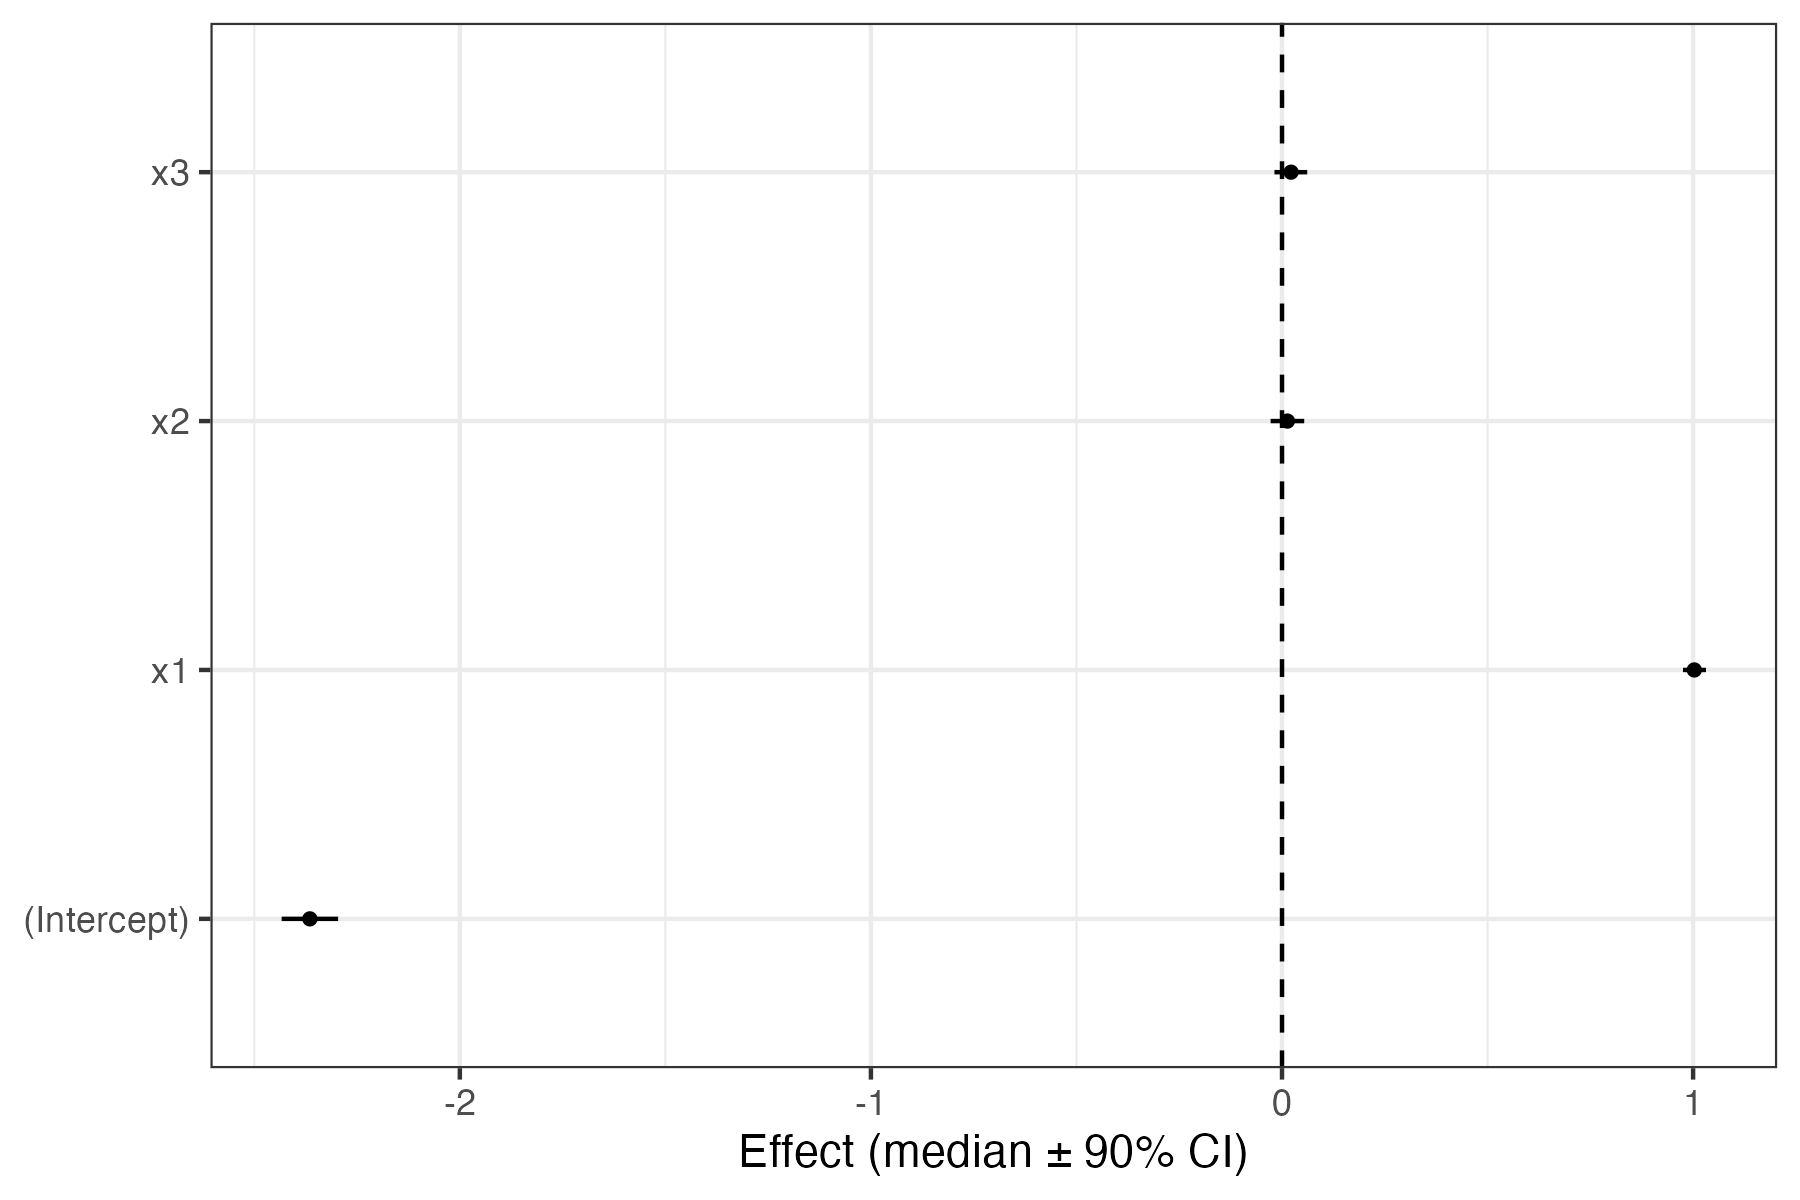 x3
x2
x1
(Intercept)
-2 -1 0 1
Effect (median ± 90% CI)